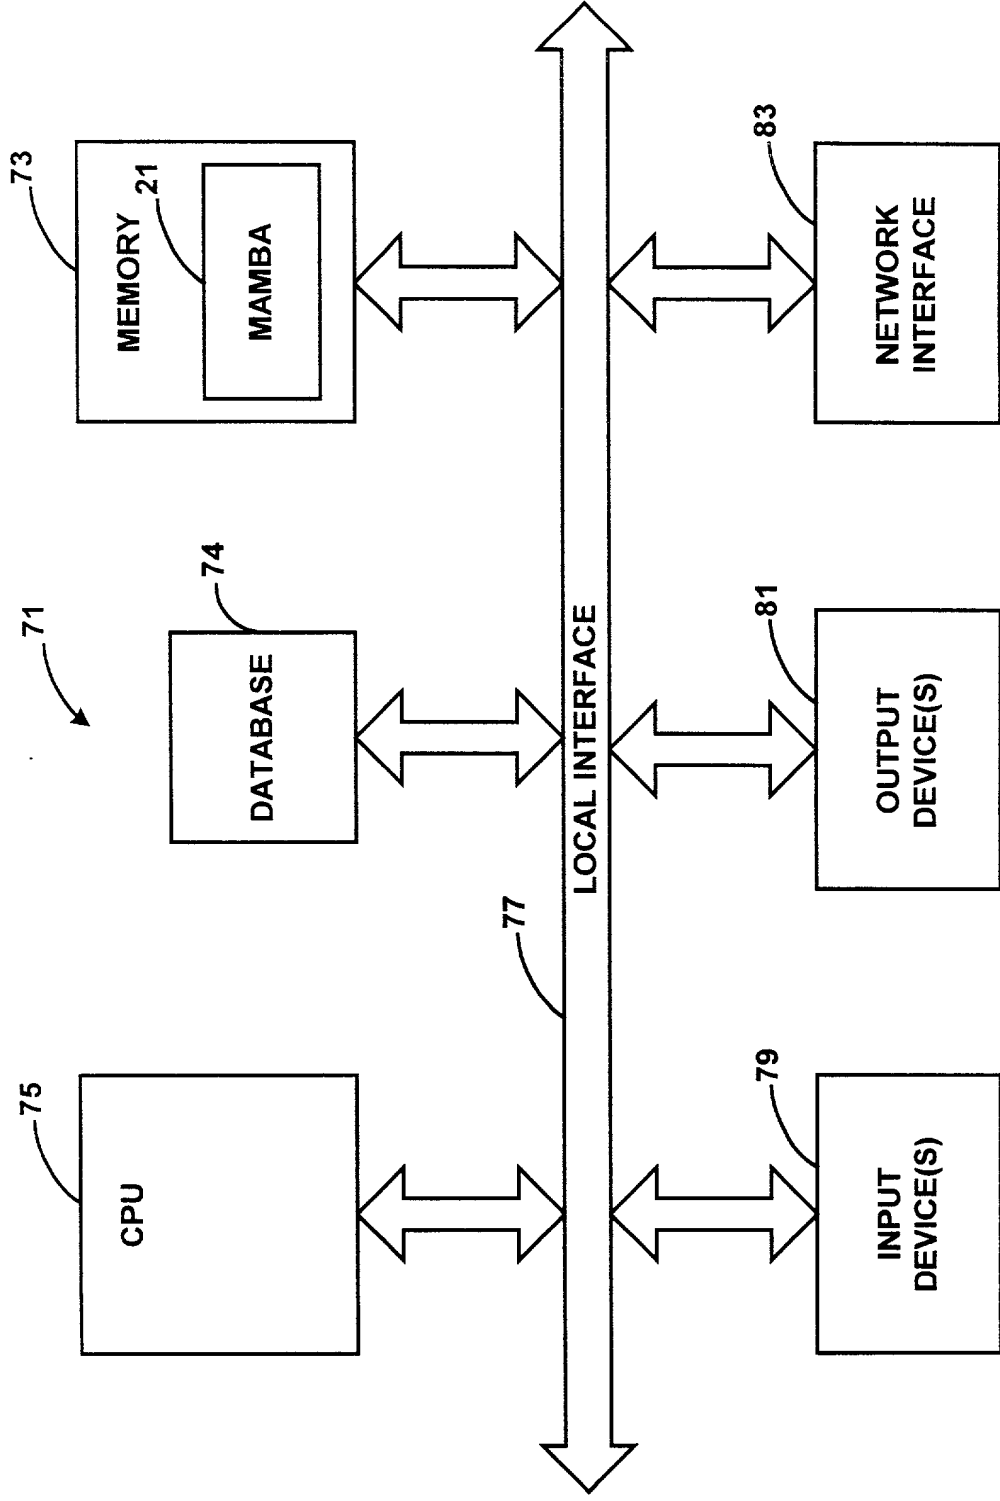 71
75
CPU
74
DATABASE
73
MEMORY
21
MAMBA
77
LOCAL INTERFACE
79
INPUT
DEVICE(S)
81
OUTPUT
DEVICE(S)
83
NETWORK
INTERFACE